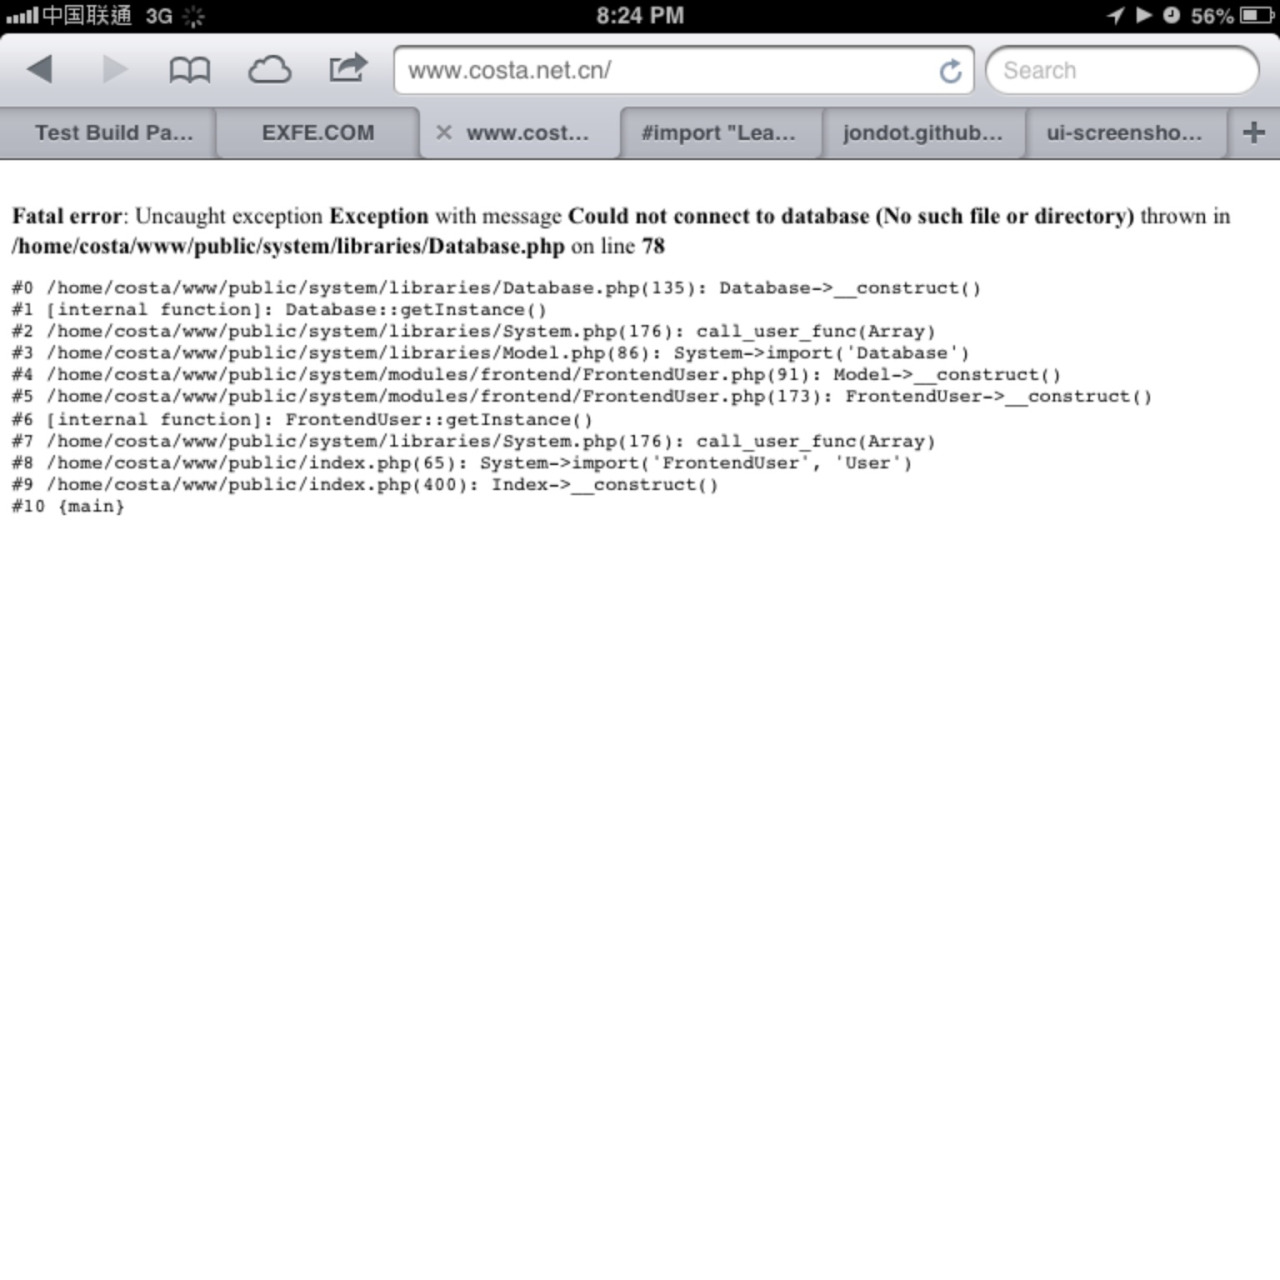 中国联通 3G 8:24 PM 56%
www.costa.net.cn/ Search
Test Build Pa... EXFE.COM www.cost... #import "Lea... jondot.github... ui-screensho...
Fatal error: Uncaught exception Exception with message Could not connect to database (No such file or directory) thrown in
/home/costa/www/public/system/libraries/Database.php on line 78
#0 /home/costa/www/public/system/libraries/Database.php(135): Database->__construct()
#1 [internal function]: Database::getInstance()
#2 /home/costa/www/public/system/libraries/System.php(176): call_user_func(Array)
#3 /home/costa/www/public/system/libraries/Model.php(86): System->import('Database')
#4 /home/costa/www/public/system/modules/frontend/FrontendUser.php(91): Model->__construct()
#5 /home/costa/www/public/system/modules/frontend/FrontendUser.php(173): FrontendUser->__construct()
#6 [internal function]: FrontendUser::getInstance()
#7 /home/costa/www/public/system/libraries/System.php(176): call_user_func(Array)
#8 /home/costa/www/public/index.php(65): System->import('FrontendUser', 'User')
#9 /home/costa/www/public/index.php(400): Index->__construct()
#10 {main}